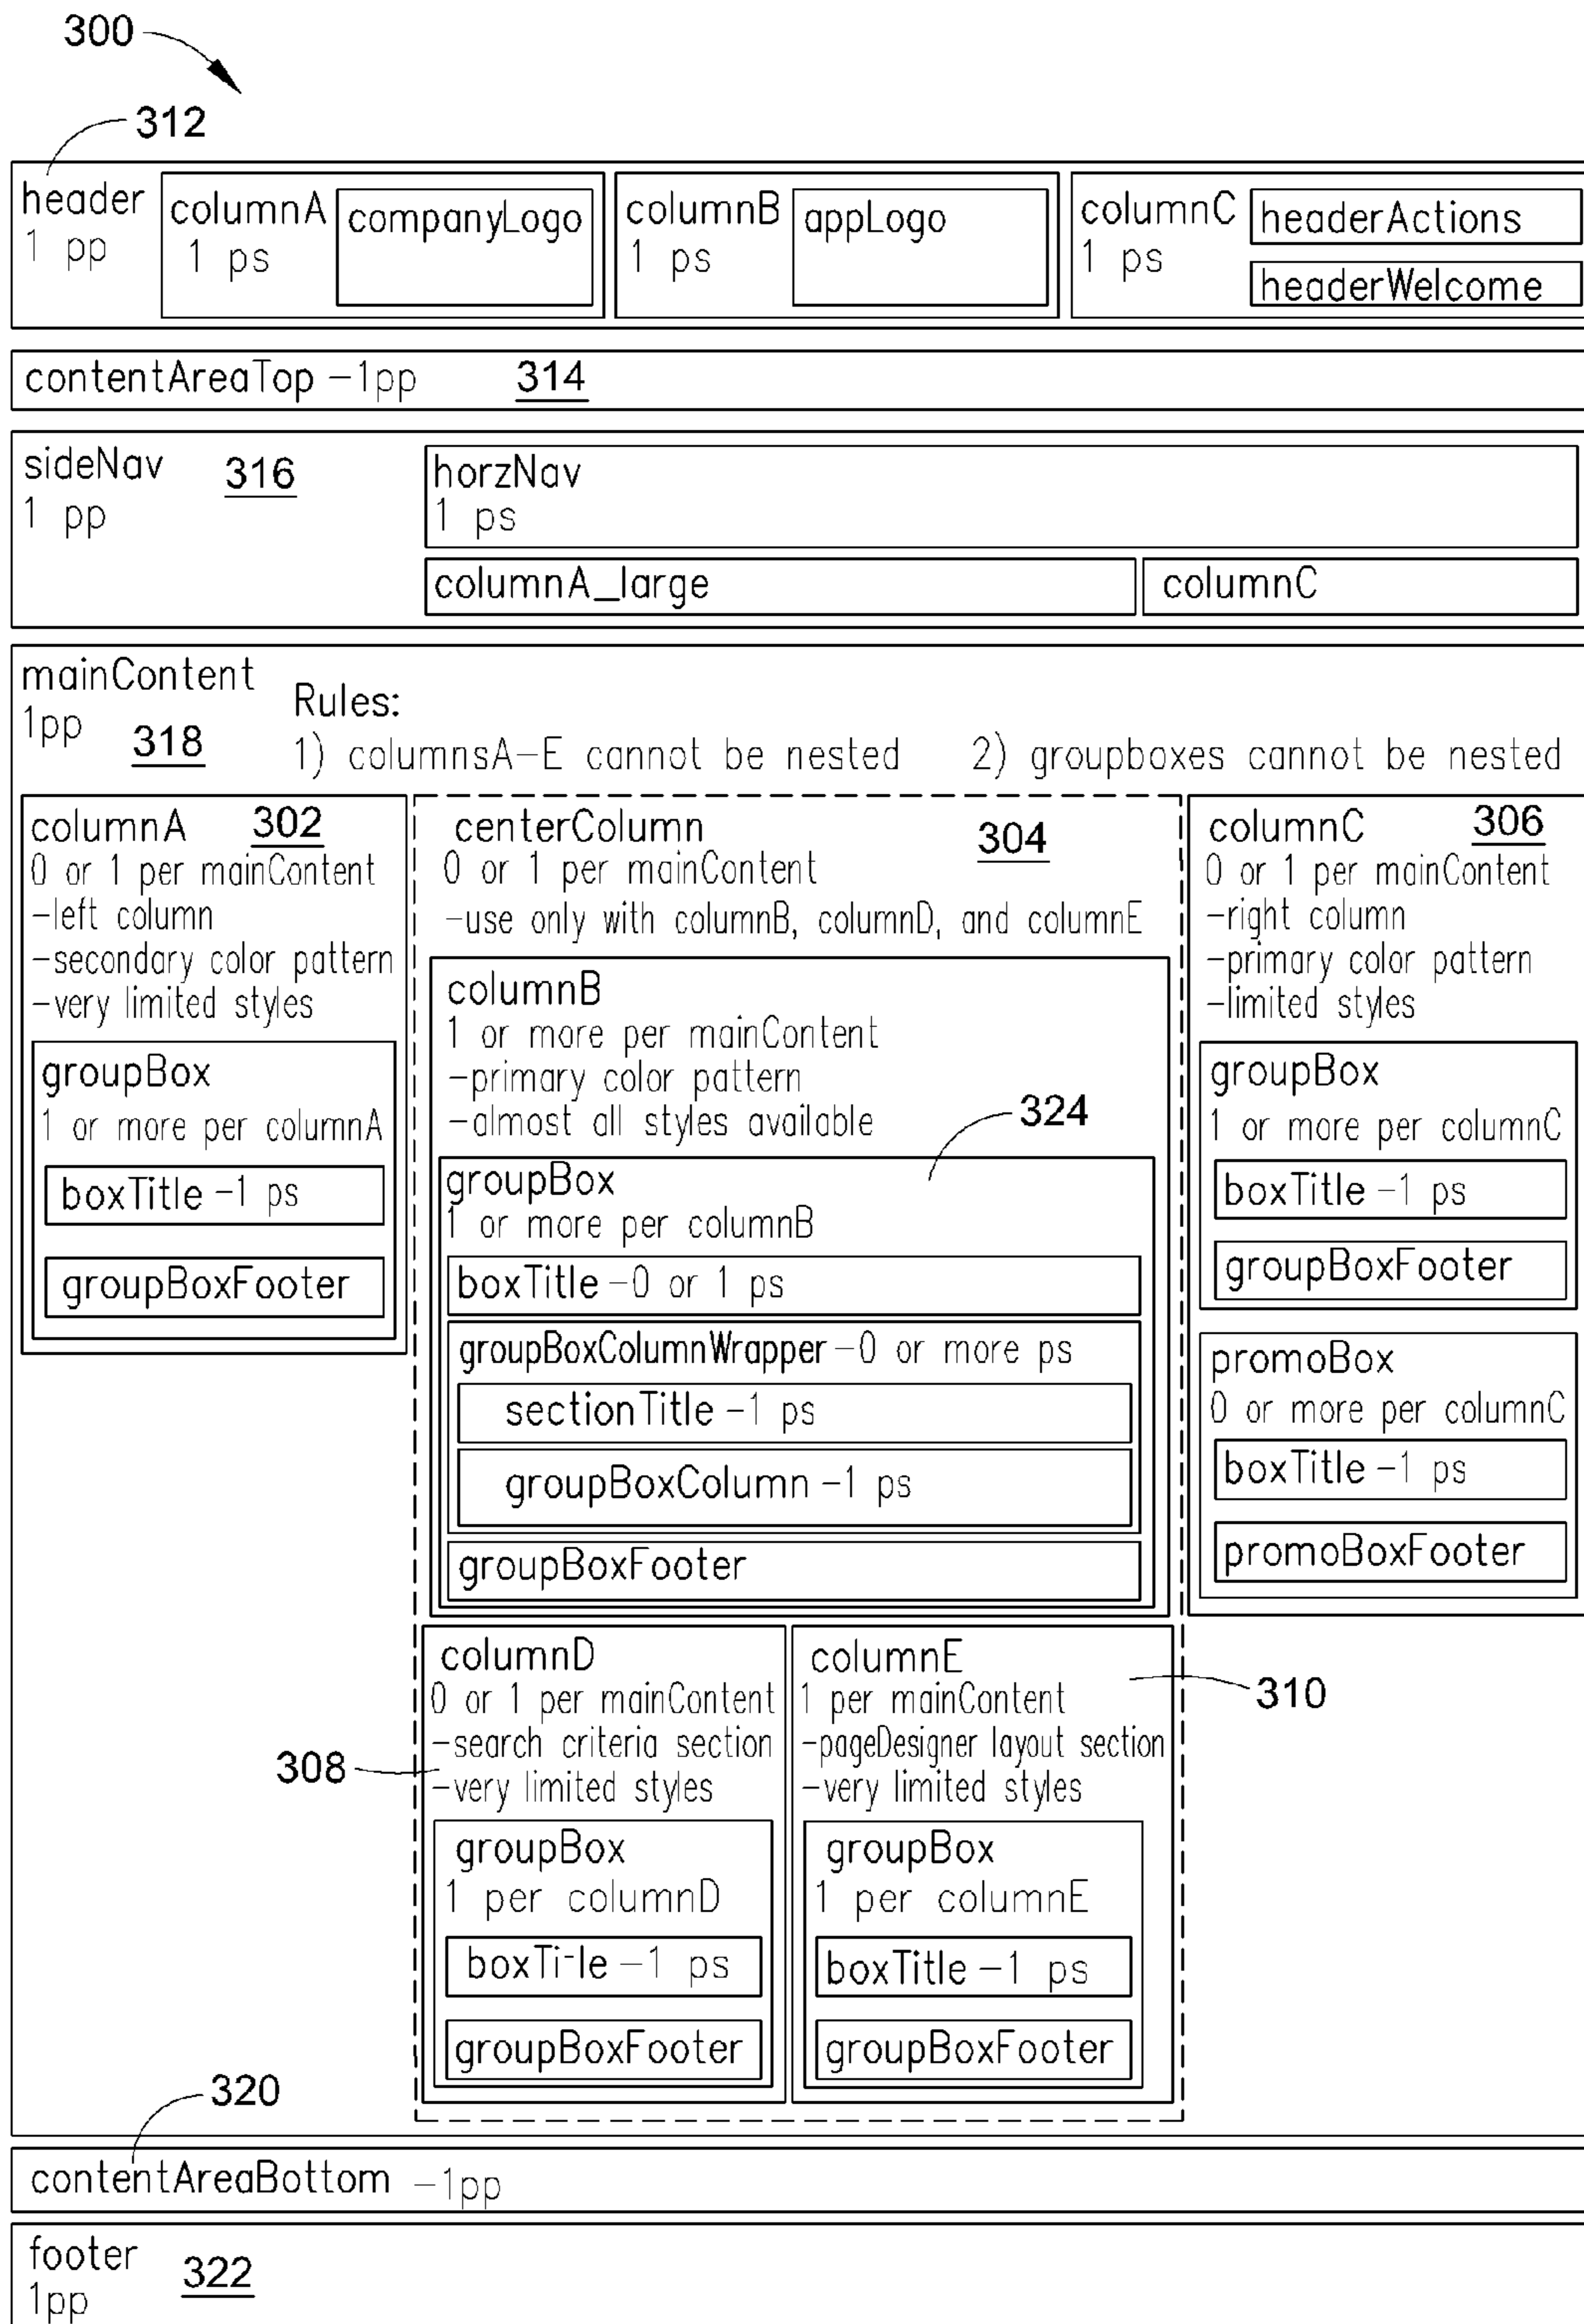 300
312
header
1 pp
columnA
1 ps
companyLogo
columnB
1 ps
appLogo
columnC
1 ps
headerActions
headerWelcome
contentAreaTop -1pp 314
sideNav 316
1 pp
horzNav
1 ps
columnA_large
columnC
mainContent
1pp 318
Rules:
1) columnsA-E cannot be nested 2) groupboxes cannot be nested
columnA 302
0 or 1 per mainContent
-left column
-secondary color pattern
-very limited styles
groupBox
1 or more per columnA
boxTitle -1 ps
groupBoxFooter
centerColumn 304
0 or 1 per mainContent
-use only with columnB, columnD, and columnE
columnB
1 or more per mainContent
-primary color pattern
-almost all styles available
324
groupBox
1 or more per columnB
boxTitle -0 or 1 ps
groupBoxColumnWrapper -0 or more ps
sectionTitle -1 ps
groupBoxColumn -1 ps
groupBoxFooter
columnC 306
0 or 1 per mainContent
-right column
-primary color pattern
-limited styles
groupBox
1 or more per columnC
boxTitle -1 ps
groupBoxFooter
promoBox
0 or more per columnC
boxTitle -1 ps
promoBoxFooter
columnD
0 or 1 per mainContent
-search criteria section
-very limited styles
308
groupBox
1 per columnD
boxTitle -1 ps
groupBoxFooter
columnE
1 per mainContent
-pageDesigner layout section
-very limited styles
310
groupBox
1 per columnE
boxTitle -1 ps
groupBoxFooter
320
contentAreaBottom -1pp
footer 322
1pp